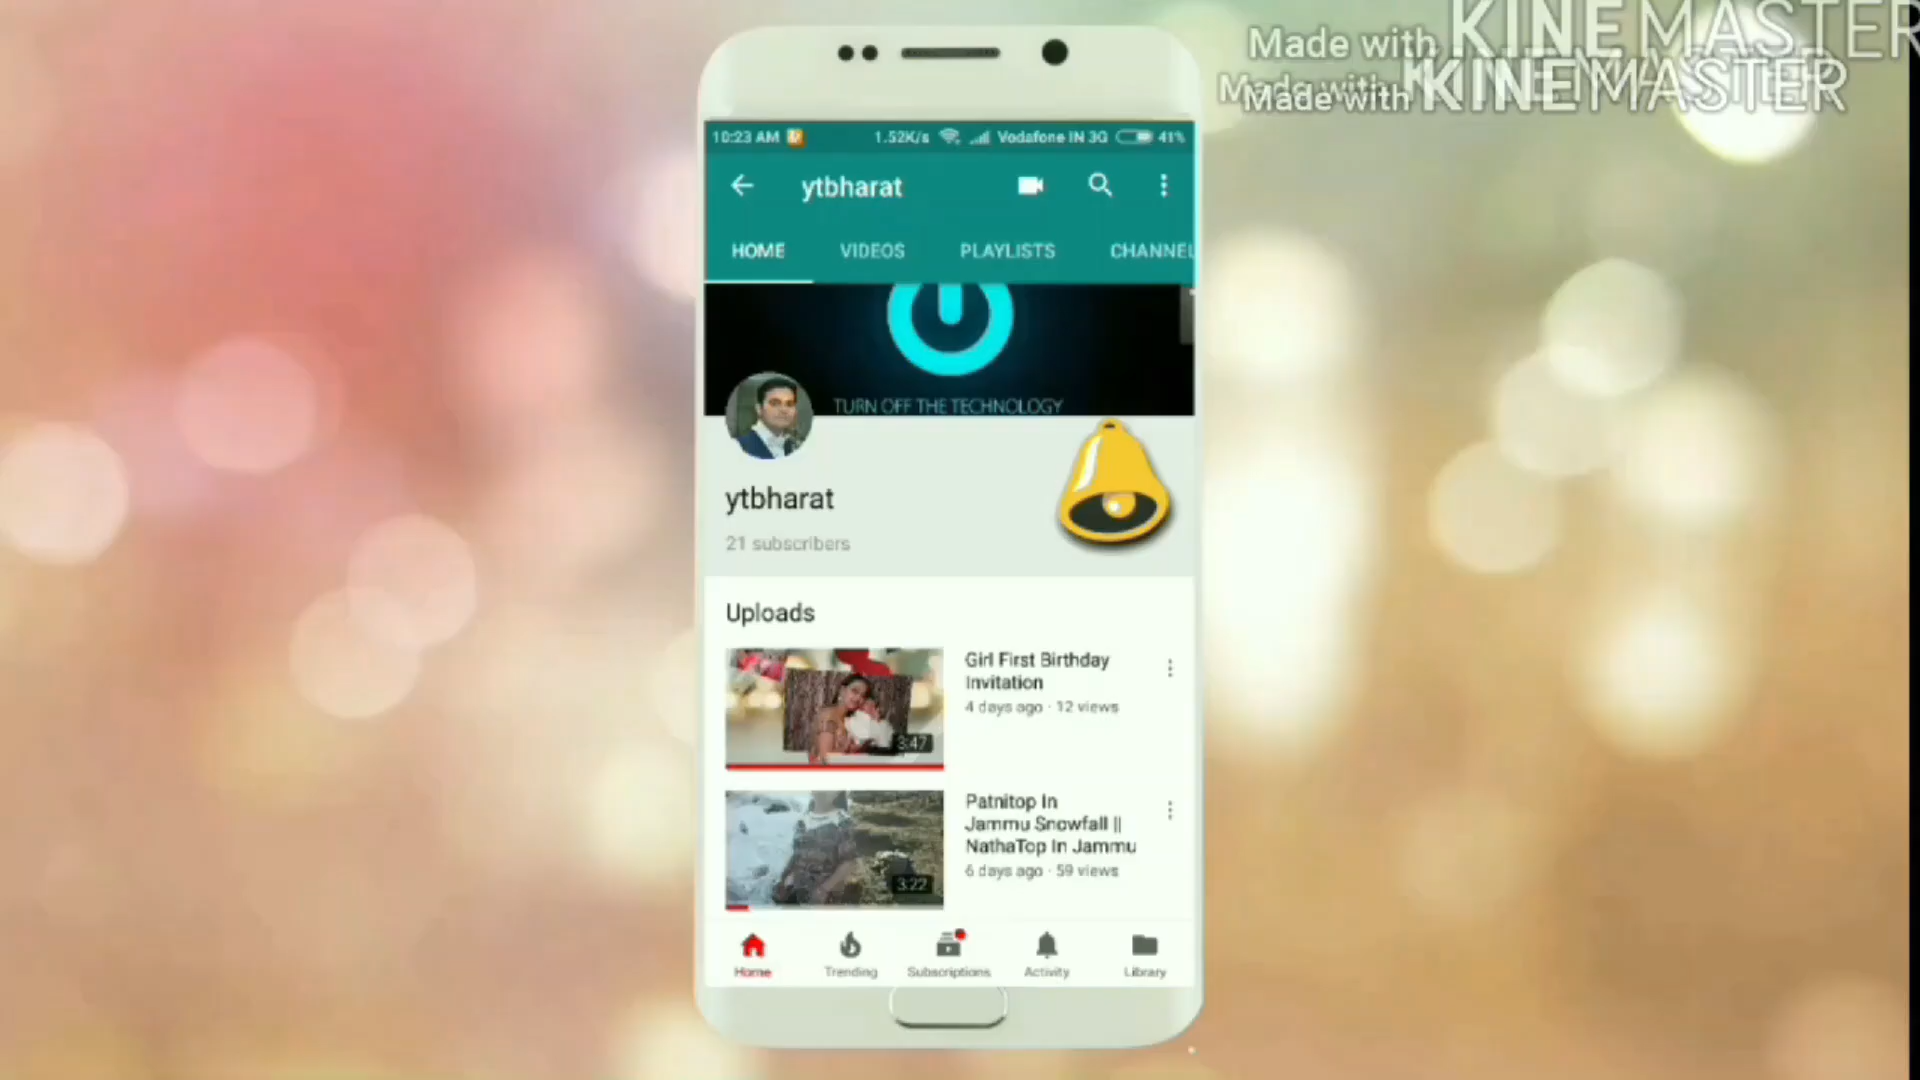 Made with KINEMASTER
Made with KINEMASTER
Made with
10:23 AM 1.52K/s Vodafone IN 3G 41%
ytbharat
HOME VIDEOS PLAYLISTS CHANNEL
TURN OFF THE TECHNOLOGY
ytbharat
21 subscribers
Uploads
Girl First Birthday
Invitation
4 days ago · 12 views
3:47
Patnitop In
Jammu Snowfall ||
NathaTop In Jammu
6 days ago · 59 views
3:22
Home Trending Subscriptions Activity Library